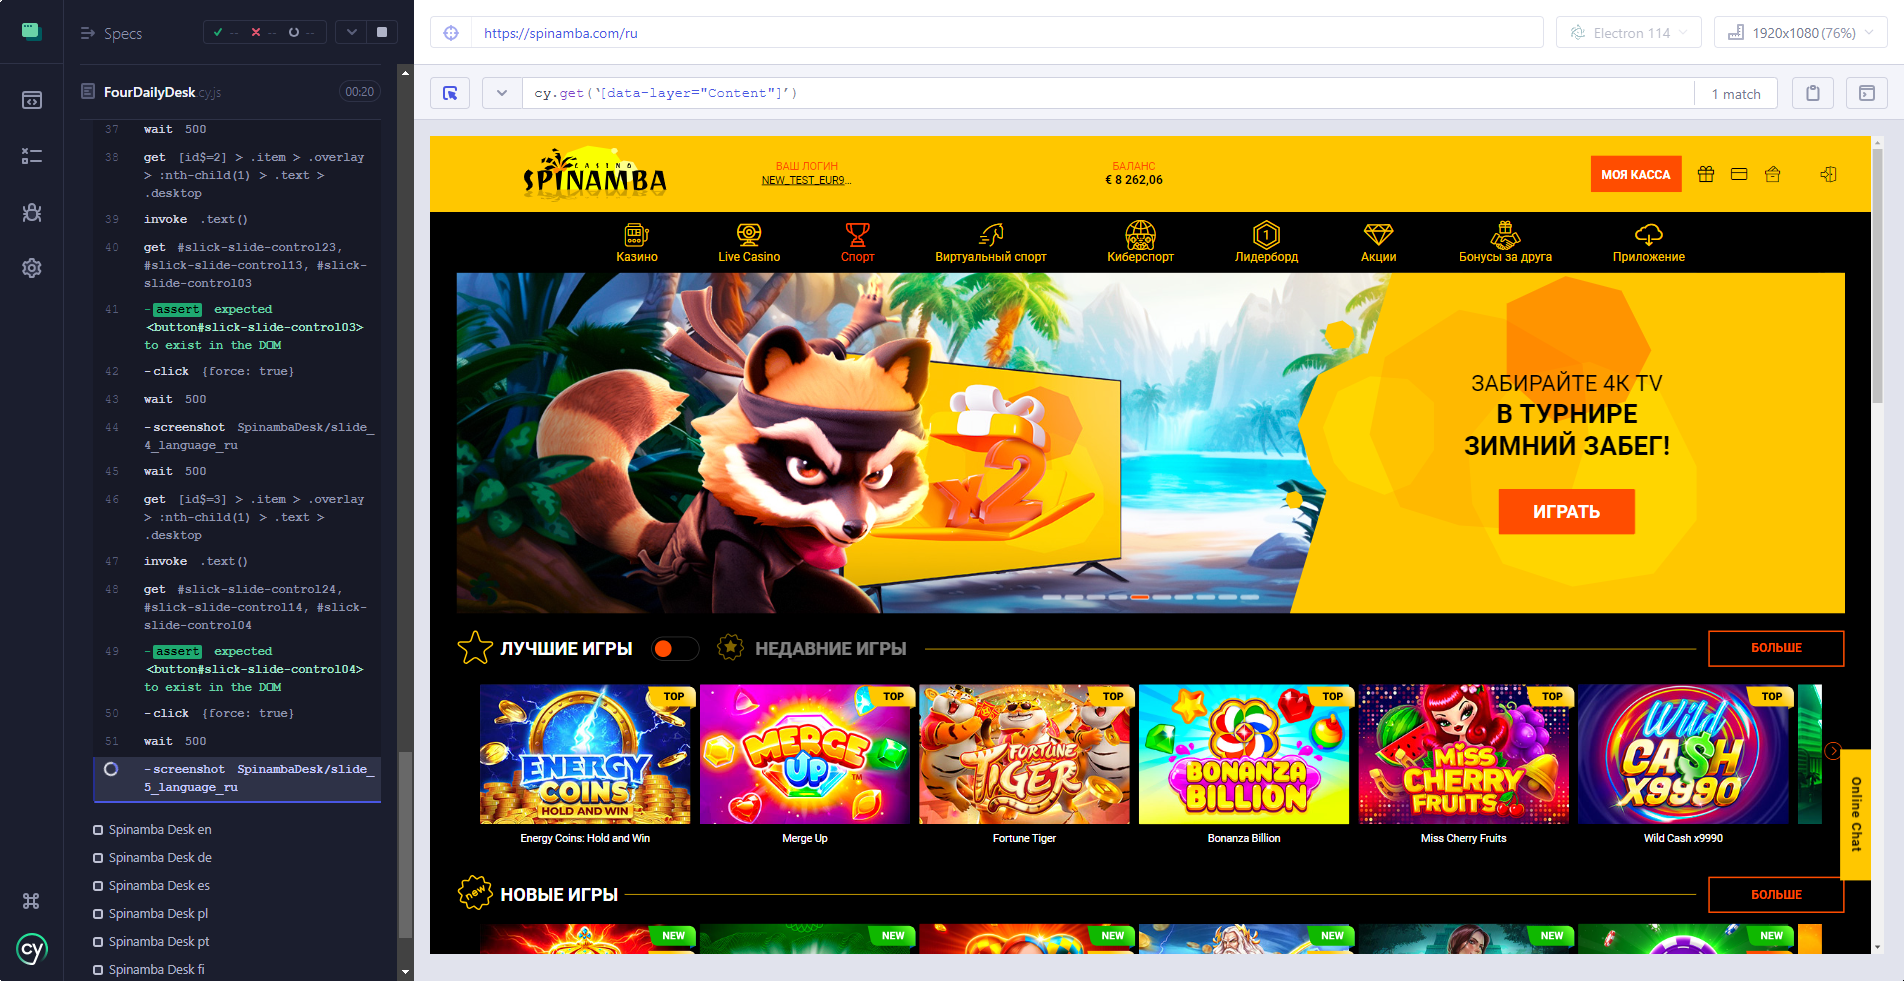 Specs
--
--
--
https://spinamba.com/ru
Electron 114
1920x1080 (76%)
FourDailyDesk.cy.js
00:20
cy.get('[data-layer="Content"]')
1 match
37 wait 500
38 get [id$=2] > .item > .overlay
> :nth-child(1) > .text >
.desktop
39 invoke .text()
40 get #slick-slide-control23,
#slick-slide-control13, #slick-
slide-control03
41 -assert expected
<button#slick-slide-control03>
to exist in the DOM
42 -click {force: true}
43 wait 500
44 -screenshot SpinambaDesk/slide_
4_language_ru
45 wait 500
46 get [id$=3] > .item > .overlay
> :nth-child(1) > .text >
.desktop
47 invoke .text()
48 get #slick-slide-control24,
#slick-slide-control14, #slick-
slide-control04
49 -assert expected
<button#slick-slide-control04>
to exist in the DOM
50 -click {force: true}
51 wait 500
-screenshot SpinambaDesk/slide_
5_language_ru
Spinamba Desk en
Spinamba Desk de
Spinamba Desk es
Spinamba Desk pl
Spinamba Desk pt
Spinamba Desk fi
cy
CASINO
SPINAMBA
ВАШ ЛОГИН
NEW_TEST_EUR9...
БАЛАНС
€ 8 262,06
МОЯ КАССА
Казино
Live Casino
Спорт
Виртуальный спорт
Киберспорт
1
Лидерборд
Акции
Бонусы за друга
Приложение
x2
ЗАБИРАЙТЕ 4K TV
В ТУРНИРЕ
ЗИМНИЙ ЗАБЕГ!
ИГРАТЬ
ЛУЧШИЕ ИГРЫ
НЕДАВНИЕ ИГРЫ
БОЛЬШЕ
TOP
TOP
TOP
TOP
TOP
TOP
ENERGY
COINS
HOLD AND WIN
MERGE
UP
FORTUNE
TIGER
BONANZA
BILLION
MISS
CHERRY
FRUITS
Wild
CA$H
X9990
Energy Coins: Hold and Win
Merge Up
Fortune Tiger
Bonanza Billion
Miss Cherry Fruits
Wild Cash x9990
Online Chat
new
НОВЫЕ ИГРЫ
БОЛЬШЕ
NEW
NEW
NEW
NEW
NEW
NEW